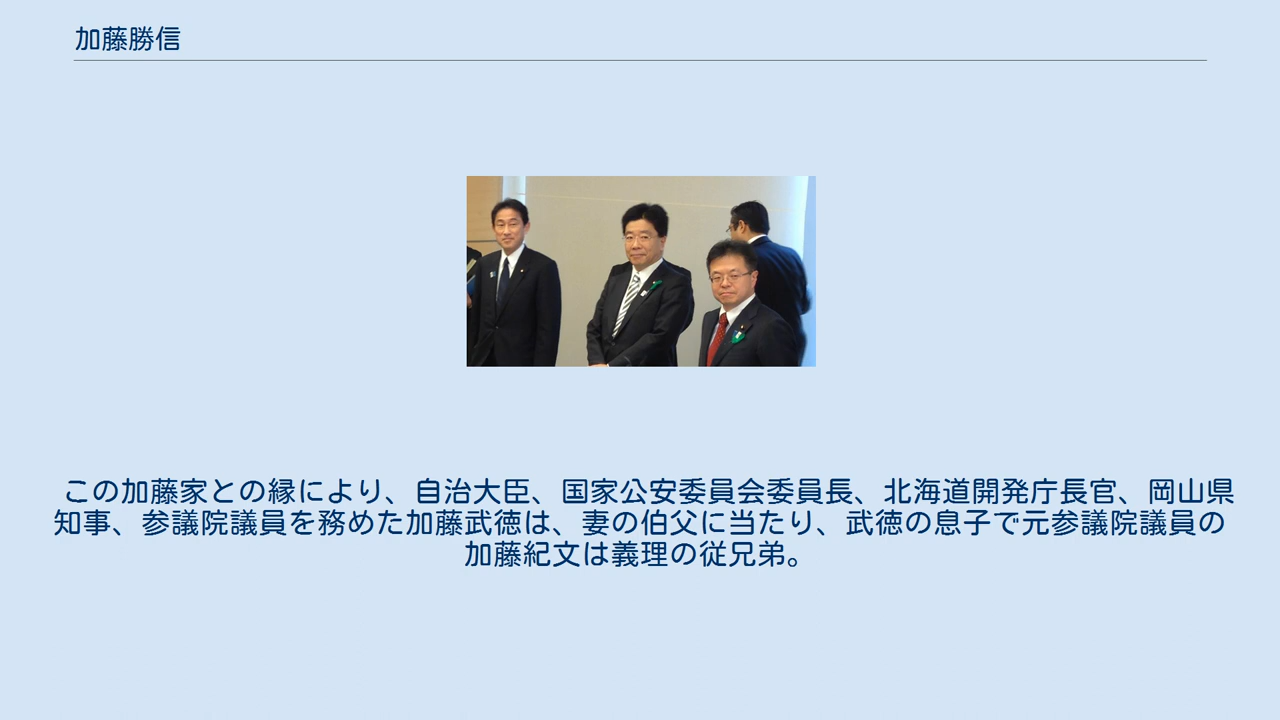 加藤勝信
この加藤家との縁により、自治大臣、国家公安委員会委員長、北海道開発庁長官、岡山県
知事、参議院議員を務めた加藤武徳は、妻の伯父に当たり、武徳の息子で元参議院議員の
加藤紀文は義理の従兄弟。